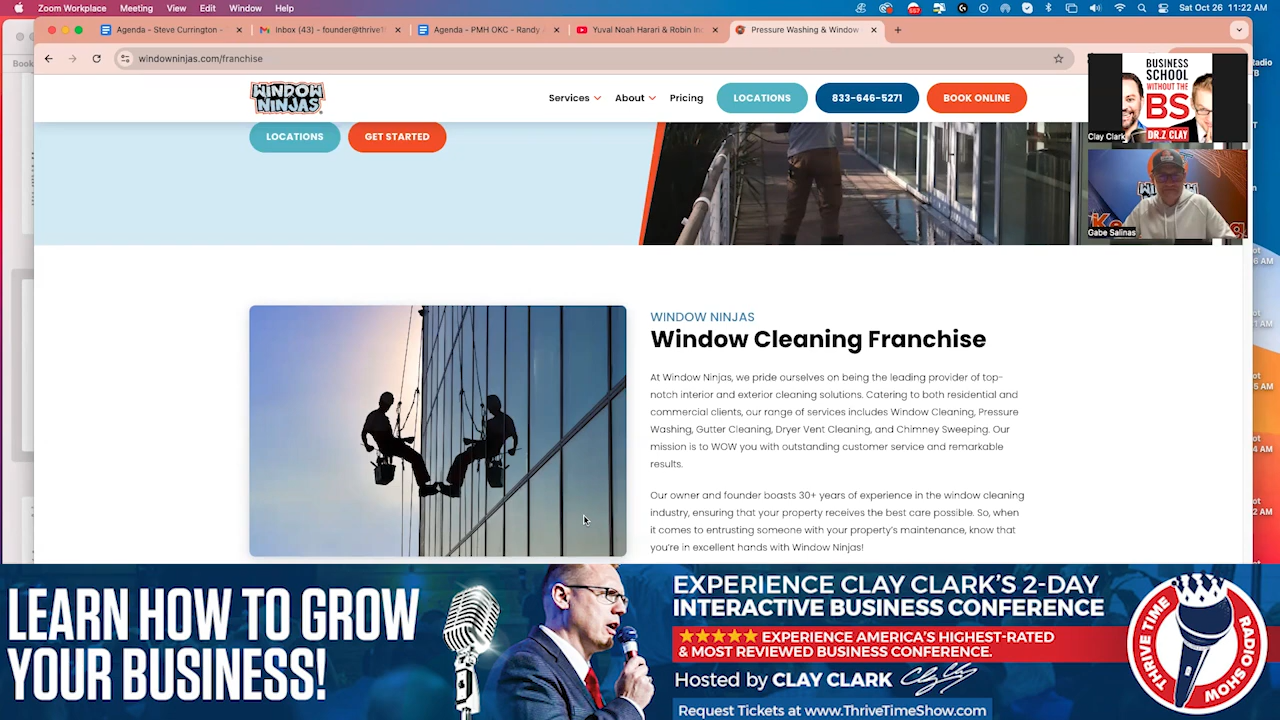 Zoom Workplace Meeting View Edit Window Help
Sat Oct 26 11:22 AM
Agenda - Steve Currington -
Inbox (43) - founder@thrive
Agenda - PMH OKC - Randy
Yuval Noah Harari & Robin In
Pressure Washing & Window
windowninjas.com/franchise
Book
WINDOW NINJAS
Services About Pricing LOCATIONS 833-646-5271 BOOK ONLINE
LOCATIONS GET STARTED
BUSINESS
SCHOOL
WITHOUT THE
BS
DR.Z CLAY
Clay Clark
Gabe Salinas
WINDOW NINJAS
Window Cleaning Franchise
At Window Ninjas, we pride ourselves on being the leading provider of top-
notch interior and exterior cleaning solutions. Catering to both residential and
commercial clients, our range of services includes Window Cleaning, Pressure
Washing, Gutter Cleaning, Dryer Vent Cleaning, and Chimney Sweeping. Our
mission is to WOW you with outstanding customer service and remarkable
results.
Our owner and founder boasts 30+ years of experience in the window cleaning
industry, ensuring that your property receives the best care possible. So, when
it comes to entrusting someone with your property's maintenance, know that
you're in excellent hands with Window Ninjas!
LEARN HOW TO GROW
YOUR BUSINESS!
EXPERIENCE CLAY CLARK'S 2-DAY
INTERACTIVE BUSINESS CONFERENCE
EXPERIENCE AMERICA'S HIGHEST-RATED
& MOST REVIEWED BUSINESS CONFERENCE.
Hosted by CLAY CLARK
Request Tickets at www.ThriveTimeShow.com
THRIVE TIME RADIO SHOW